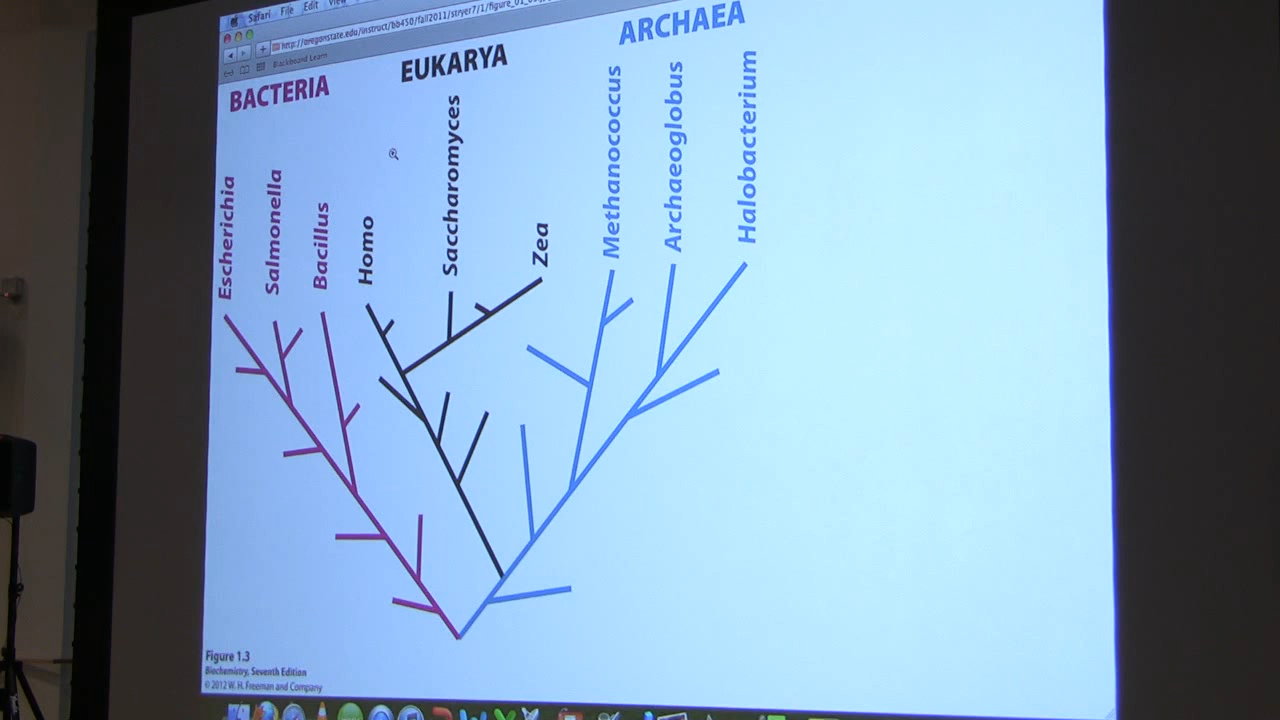 Safari File Edit View
http://oregonstate.edu/instruct/bb450/fall2011/stryer7/1/figure_01_
Blackboard Learn
BACTERIA
EUKARYA
ARCHAEA
Escherichia
Salmonella
Bacillus
Homo
Saccharomyces
Zea
Methanococcus
Archaeoglobus
Halobacterium
Figure 1.3
Biochemistry, Seventh Edition
© 2012 W. H. Freeman and Company